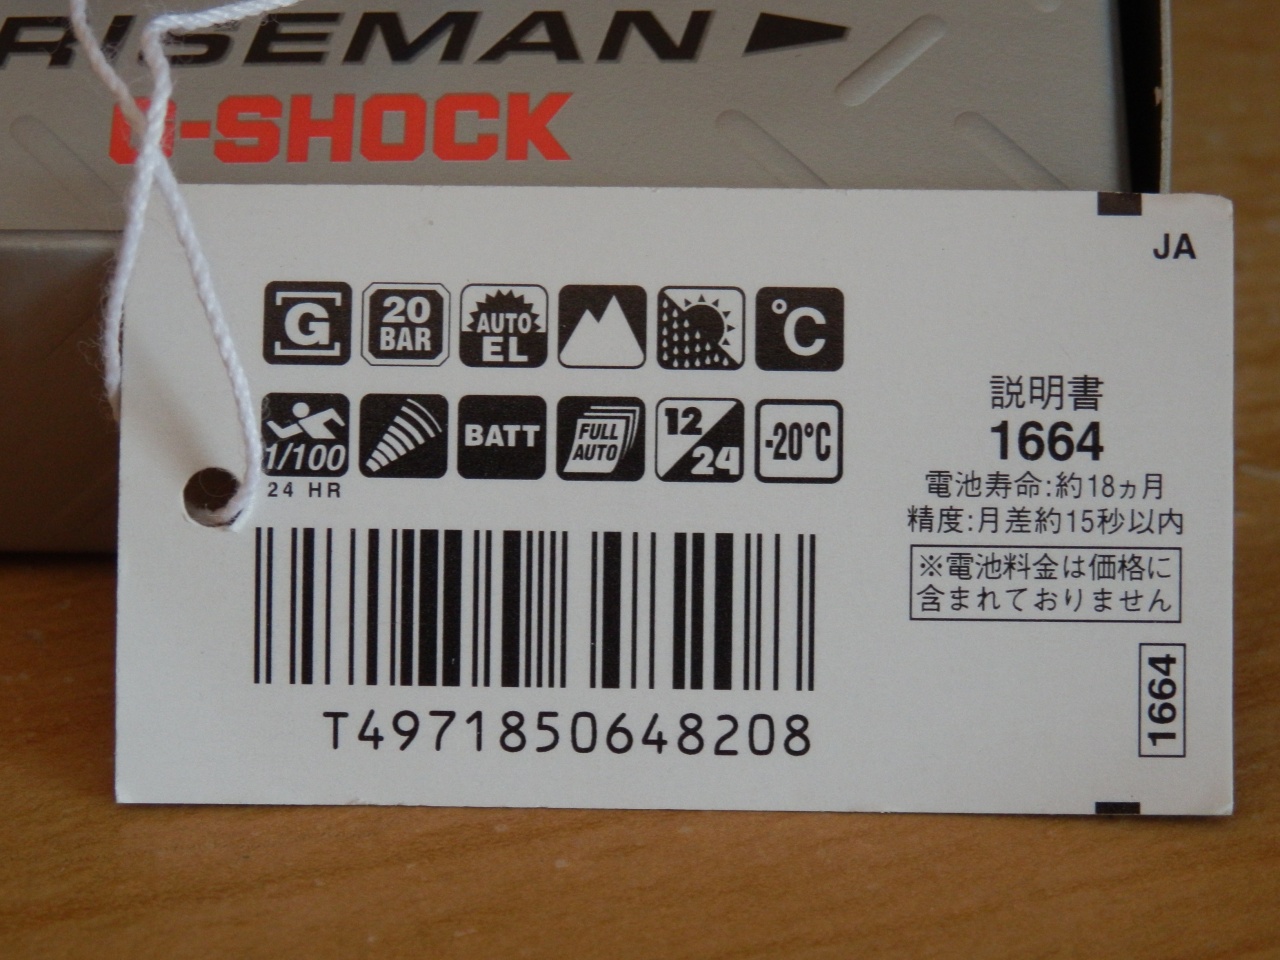 RISEMAN
G-SHOCK
JA
G
20
BAR
AUTO
EL
°C
1/100
24 HR
BATT
FULL
AUTO
12
24
-20°C
説明書
1664
電池寿命:約18ヵ月
精度:月差約15秒以内
※電池料金は価格に
含まれておりません
T4971850648208
1664